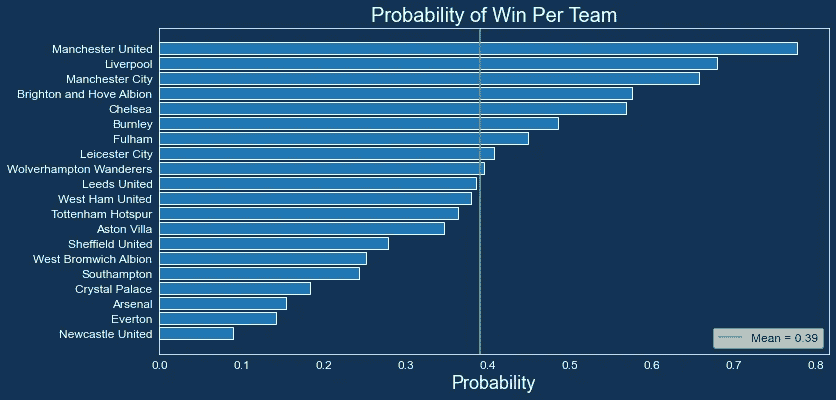 Probability of Win Per Team
Manchester United
Liverpool
Manchester City
Brighton and Hove Albion
Chelsea
Burnley
Fulham
Leicester City
Wolverhampton Wanderers
Leeds United
West Ham United
Tottenham Hotspur
Aston Villa
Sheffield United
West Bromwich Albion
Southampton
Crystal Palace
Arsenal
Everton
Newcastle United
Mean = 0.39
0.0 0.1 0.2 0.3 0.4 0.5 0.6 0.7 0.8
Probability